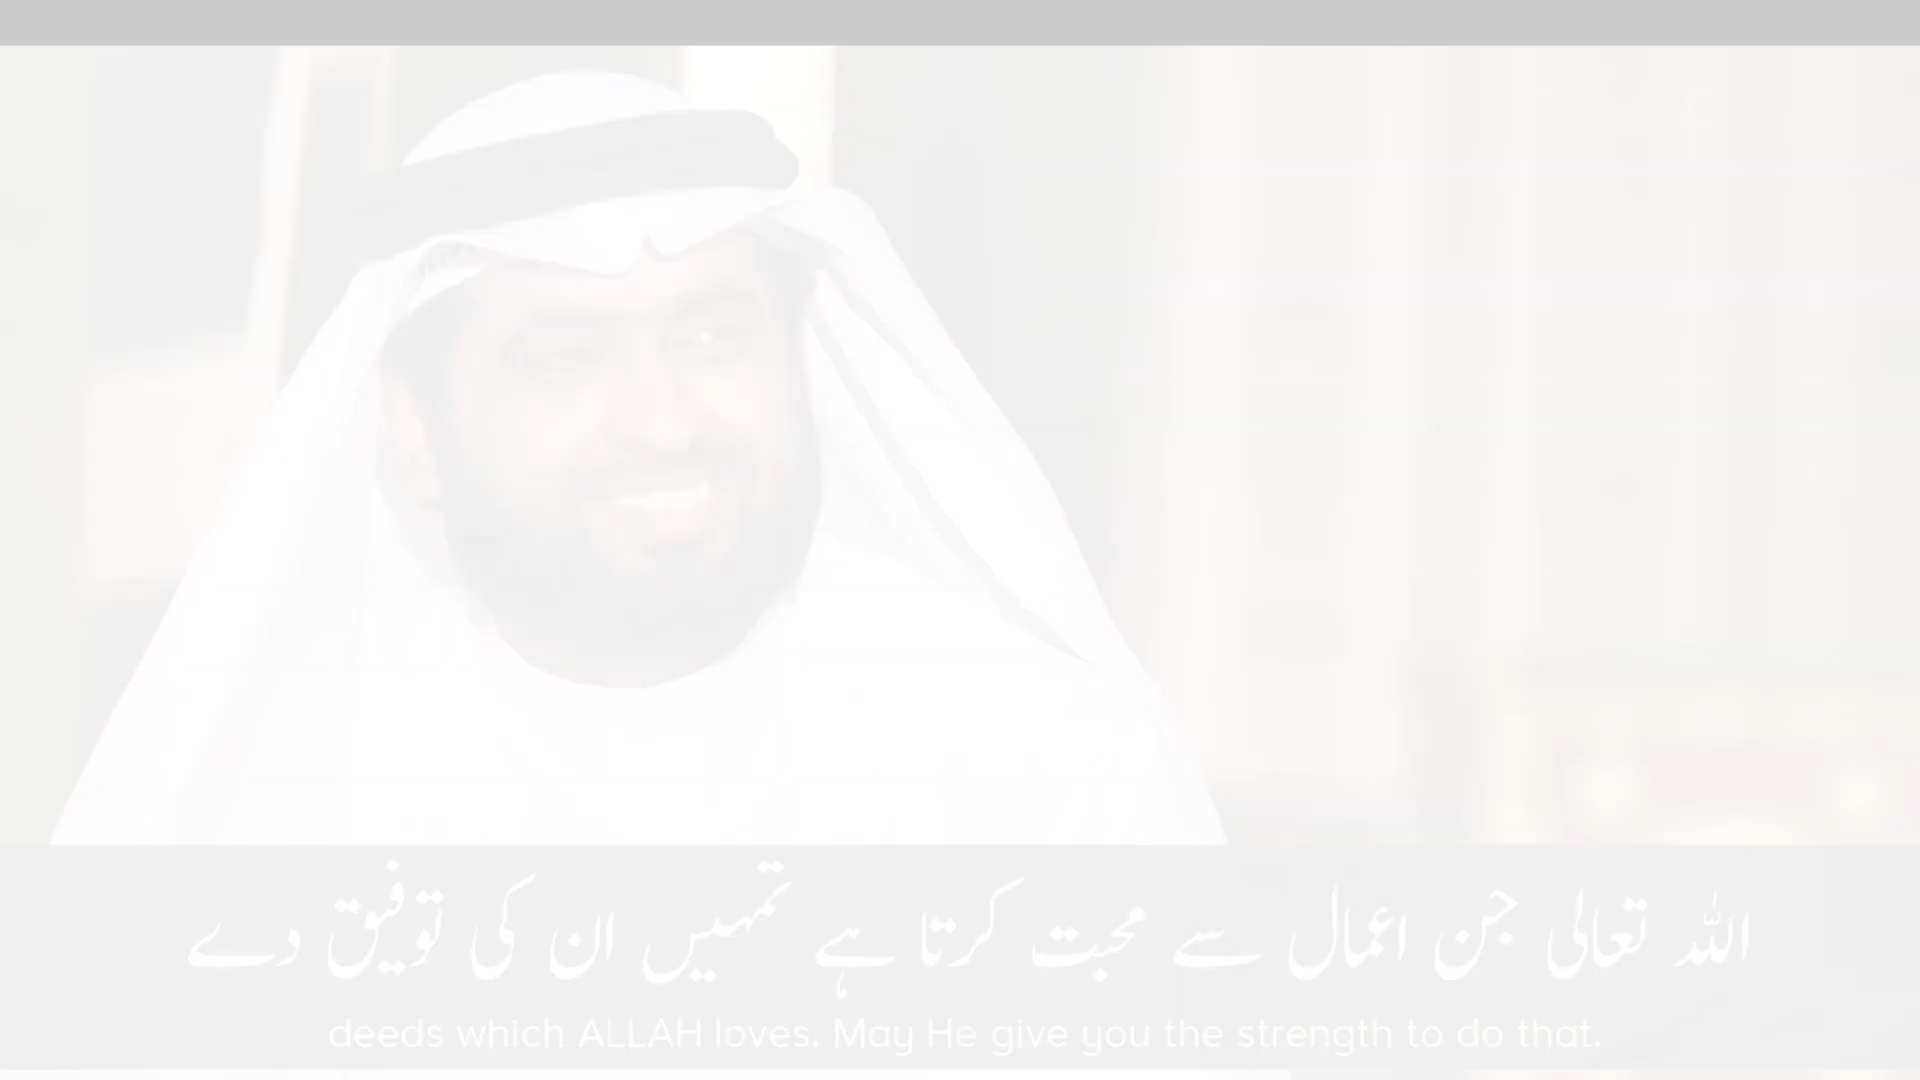 اللہ تعالی جن اعمال سے محبت کرتا ہے تمہیں ان کی توفیق دے
deeds which ALLAH loves. May He give you the strength to do that.